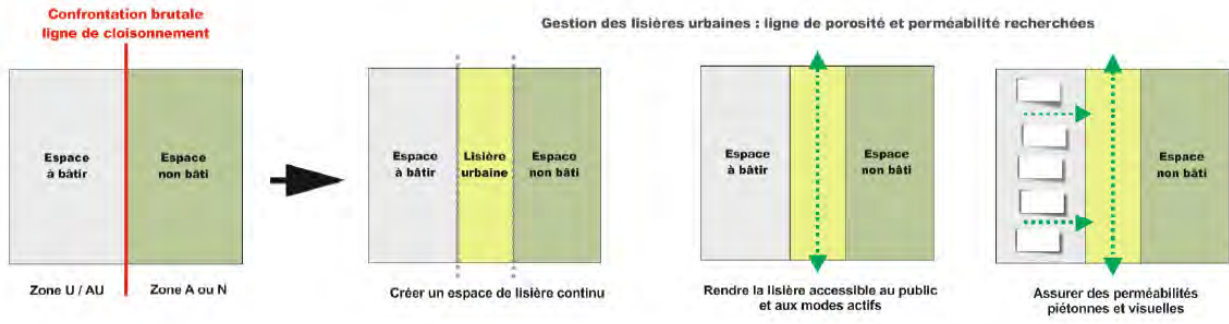 Confrontation brutale
ligne de cloisonnement
Gestion des lisières urbaines : ligne de porosité et perméabilité recherchées
Espace
à bâtir
Espace
non bâti
Zone U / AU
Zone A ou N
Espace
à bâtir
Lisière
urbaine
Espace
non bâti
Créer un espace de lisière continu
Espace
à bâtir
Espace
non bâti
Rendre la lisière accessible au public
et aux modes actifs
Espace
non bâti
Assurer des perméabilités
piétonnes et visuelles